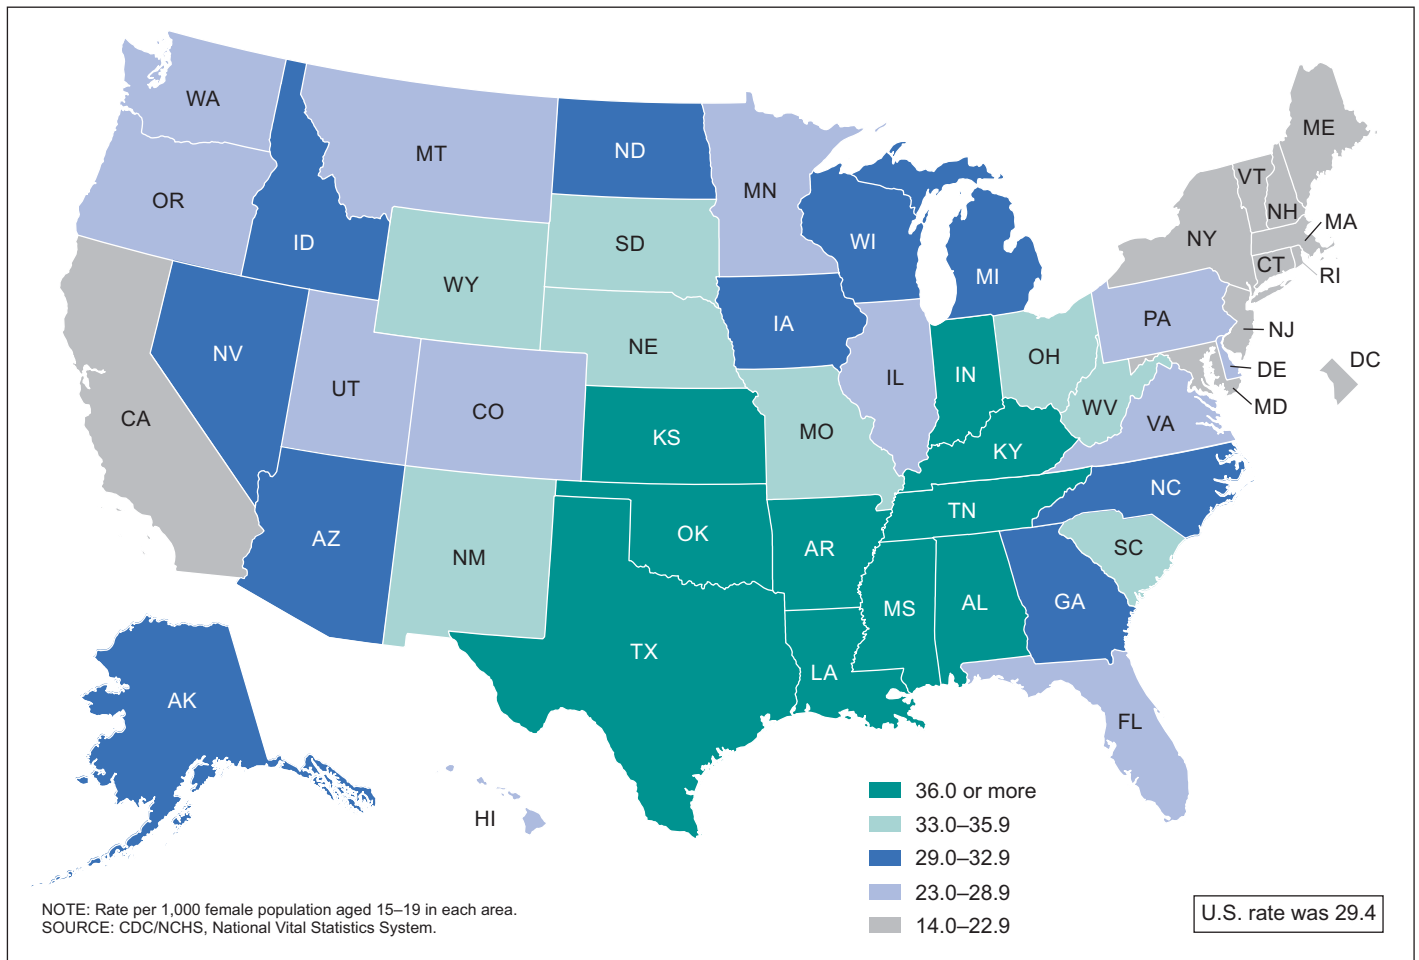 WA
MT
ND
MN
ME
VT
NH
MA
OR
ID
WY
SD
WI
MI
NY
CT
RI
NV
UT
CO
NE
IA
IL
IN
OH
PA
NJ
DE
DC
MD
CA
KS
MO
KY
WV
VA
AZ
NM
OK
AR
TN
NC
SC
TX
LA
MS
AL
GA
FL
AK
HI
36.0 or more
33.0–35.9
29.0–32.9
23.0–28.9
14.0–22.9
NOTE: Rate per 1,000 female population aged 15–19 in each area.
SOURCE: CDC/NCHS, National Vital Statistics System.
U.S. rate was 29.4